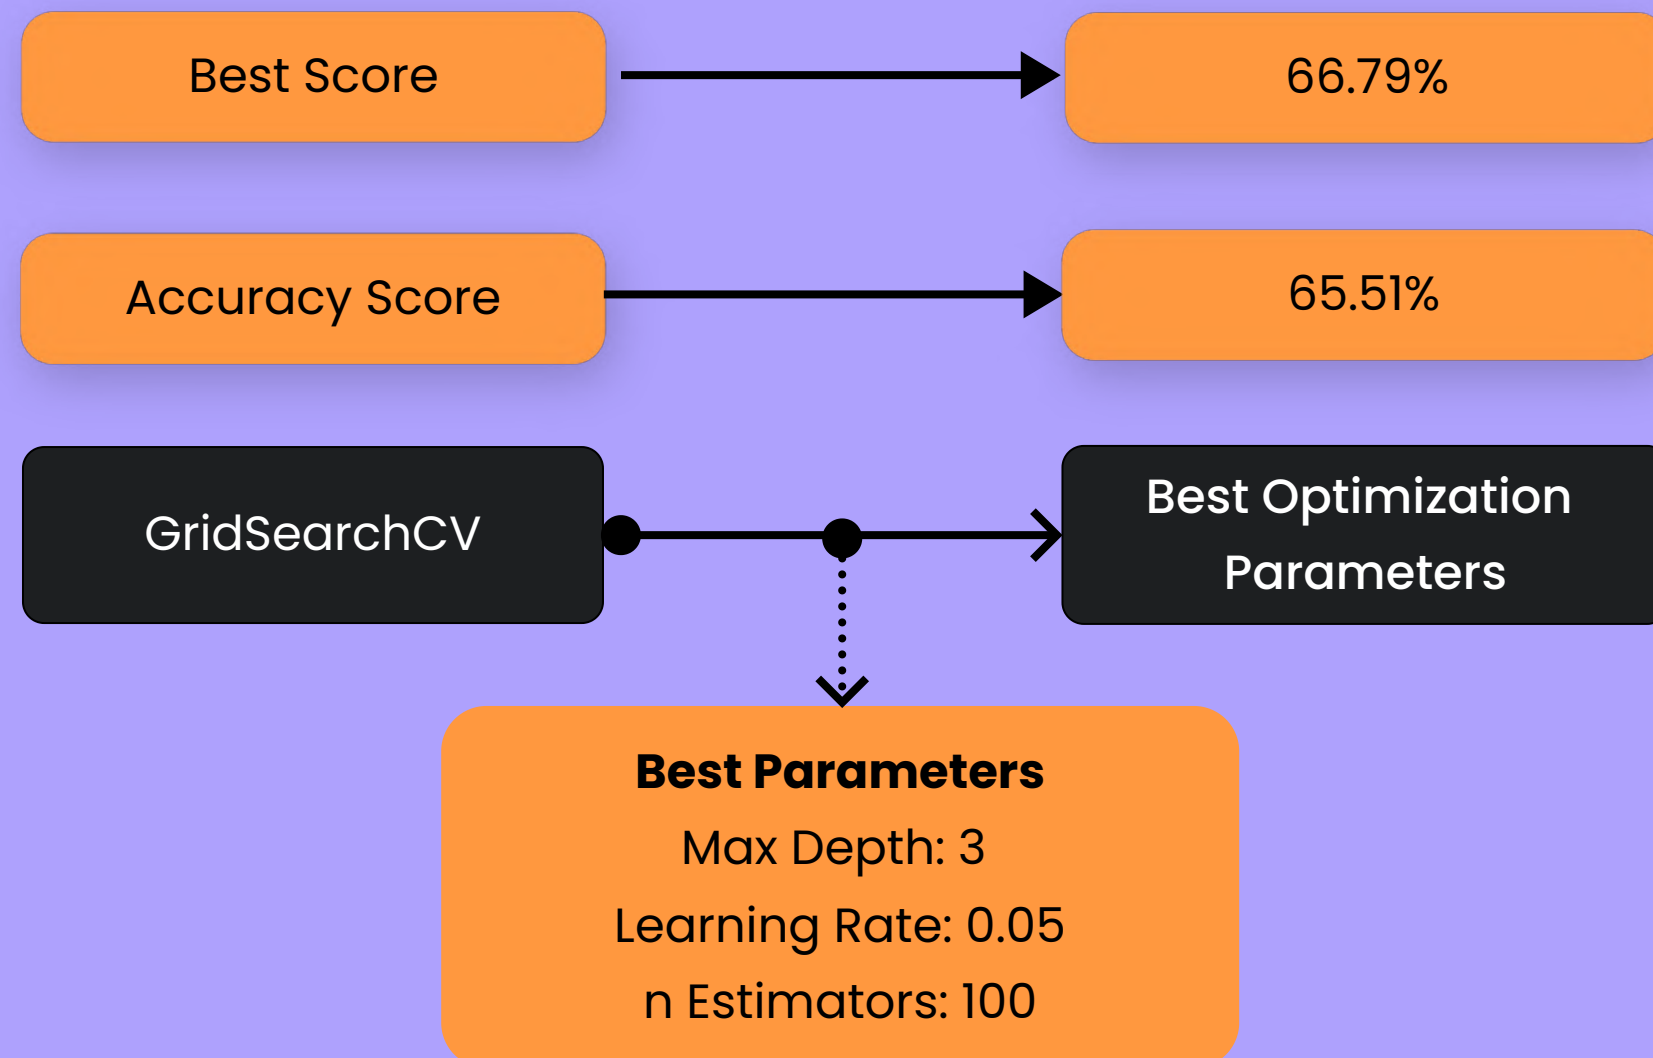 Best Score
66.79%
Accuracy Score
65.51%
GridSearchCV
Best Optimization
Parameters
Best Parameters
Max Depth: 3
Learning Rate: 0.05
n Estimators: 100